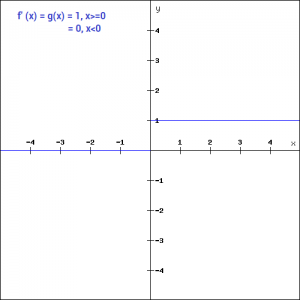 f' (x) = g(x) = 1, x>=0
= 0, x<0
y
4
3
2
1
-4 -3 -2 -1 1 2 3 4 x
-1
-2
-3
-4